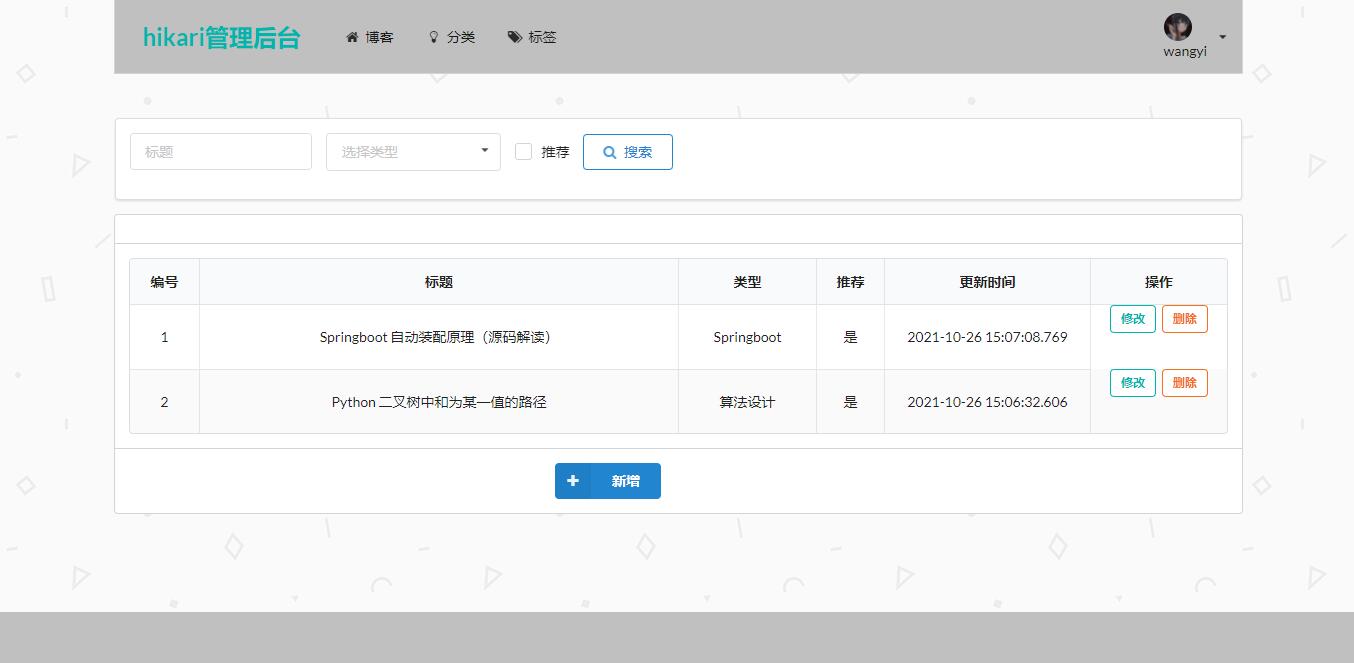 hikari管理后台 博客 分类 标签 wangyi
标题 选择类型 推荐 搜索
编号 标题 类型 推荐 更新时间 操作
1 Springboot 自动装配原理（源码解读） Springboot 是 2021-10-26 15:07:08.769 修改 删除
2 Python 二叉树中和为某一值的路径 算法设计 是 2021-10-26 15:06:32.606 修改 删除
新增